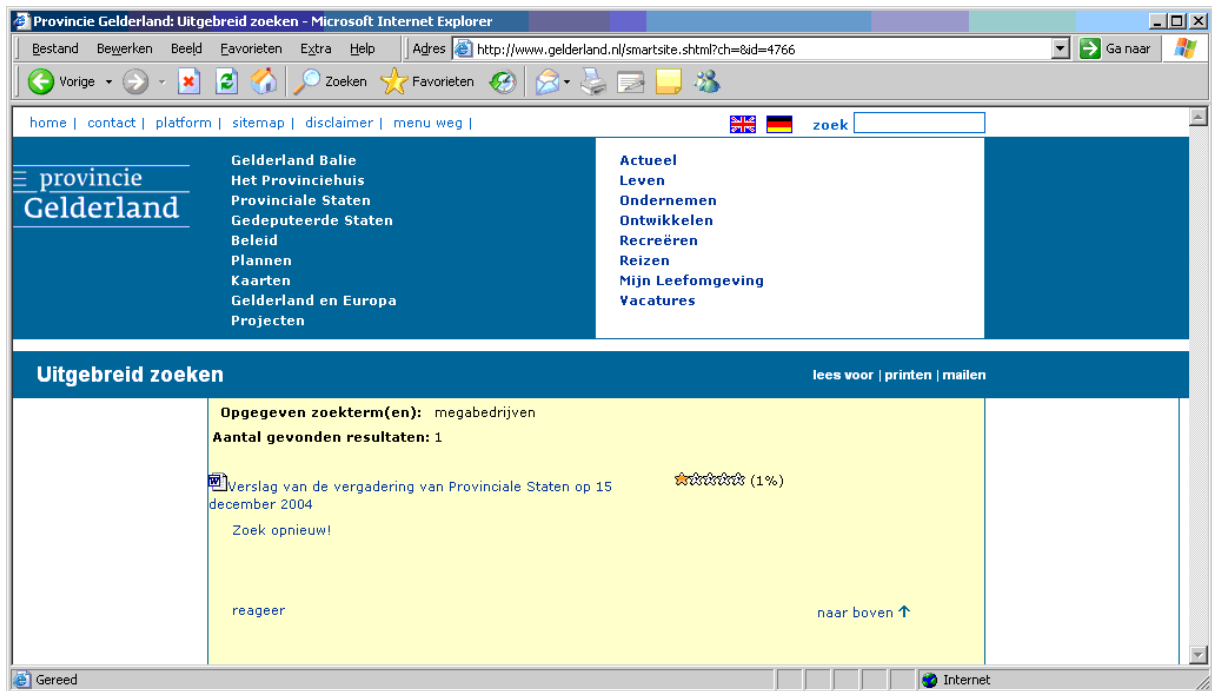 Provincie Gelderland: Uitgebreid zoeken - Microsoft Internet Explorer
Bestand Bewerken Beeld Favorieten Extra Help Adres http://www.gelderland.nl/smartsite.shtml?ch=&id=4766 Ga naar
Vorige Zoeken Favorieten
home | contact | platform | sitemap | disclaimer | menu weg | zoek
provincie
Gelderland
Gelderland Balie
Het Provinciehuis
Provinciale Staten
Gedeputeerde Staten
Beleid
Plannen
Kaarten
Gelderland en Europa
Projecten
Actueel
Leven
Ondernemen
Ontwikkelen
Recreëren
Reizen
Mijn Leefomgeving
Vacatures
Uitgebreid zoeken lees voor | printen | mailen
Opgegeven zoekterm(en): megabedrijven
Aantal gevonden resultaten: 1
Verslag van de vergadering van Provinciale Staten op 15 (1%)
december 2004
Zoek opnieuw!
reageer naar boven
Gereed Internet